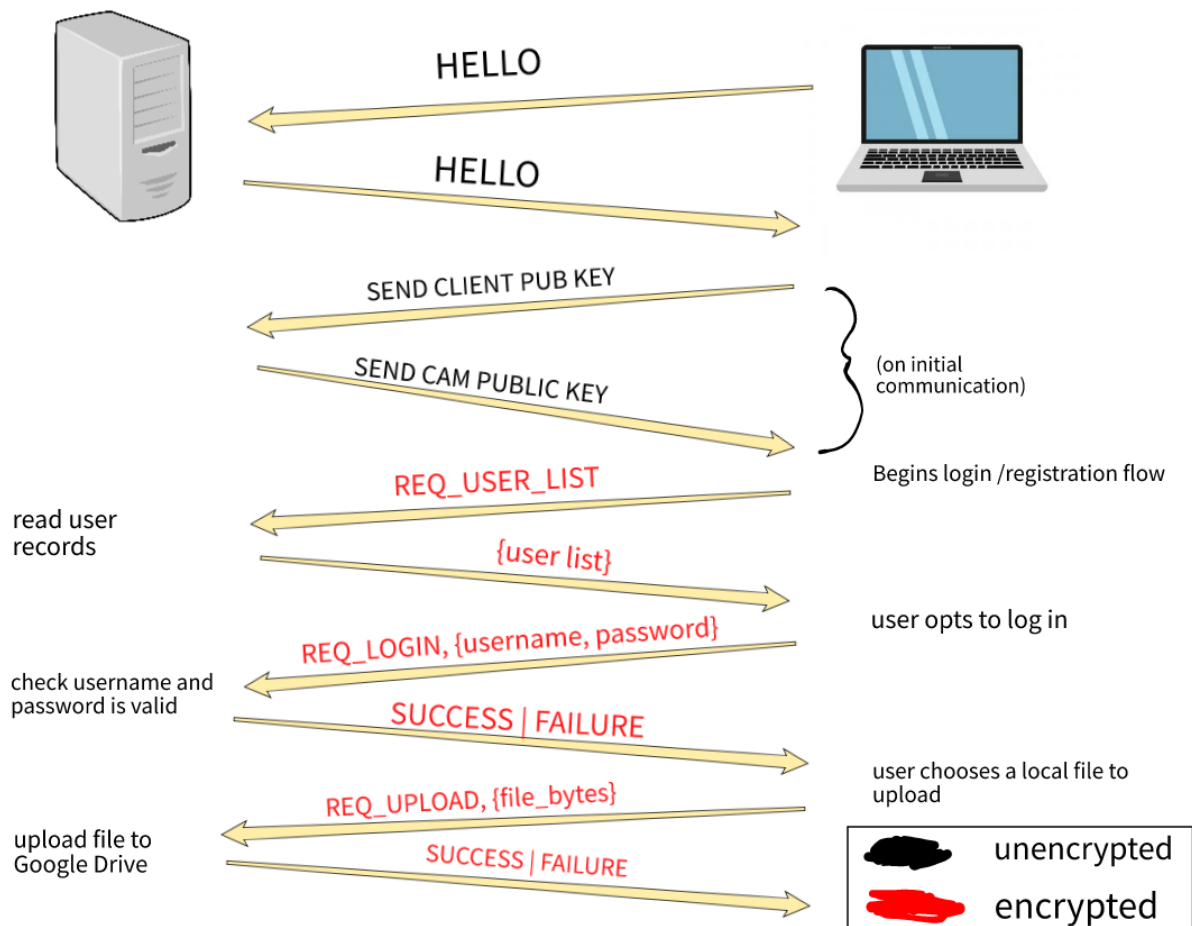 HELLO
HELLO
SEND CLIENT PUB KEY
SEND CAM PUBLIC KEY
(on initial
communication)
Begins login /registration flow
REQ_USER_LIST
read user
records
{user list}
user opts to log in
REQ_LOGIN, {username, password}
check username and
password is valid
SUCCESS | FAILURE
user chooses a local file to
upload
REQ_UPLOAD, {file_bytes}
upload file to
Google Drive
SUCCESS | FAILURE
unencrypted
encrypted